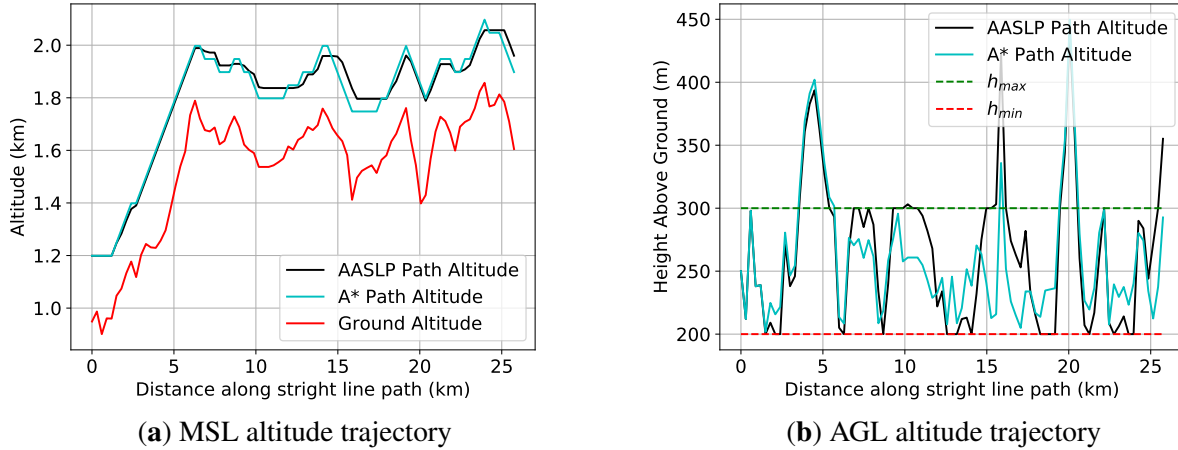 2.0
1.8
1.6
1.4
1.2
1.0
Altitude (km)
AASLP Path Altitude
A* Path Altitude
Ground Altitude
0 5 10 15 20 25
Distance along stright line path (km)
(a) MSL altitude trajectory
450
400
350
300
250
200
Height Above Ground (m)
AASLP Path Altitude
A* Path Altitude
h_max
h_min
0 5 10 15 20 25
Distance along stright line path (km)
(b) AGL altitude trajectory